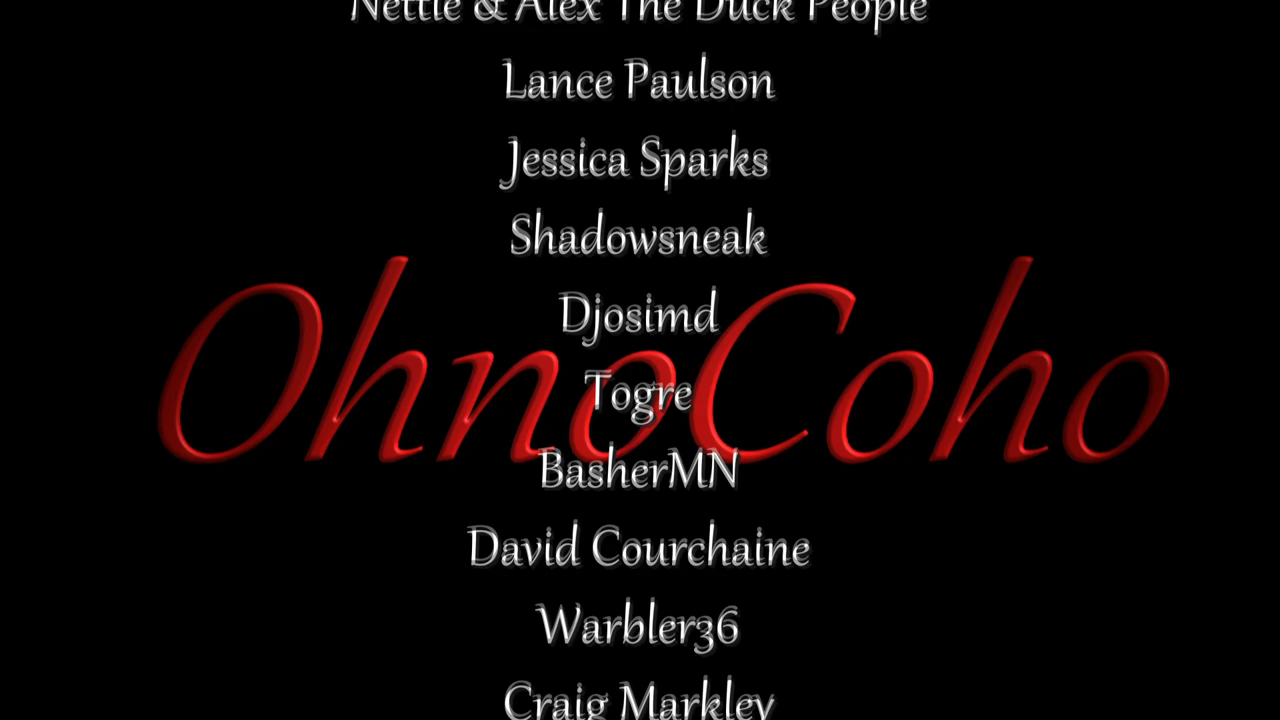 Nettle & Alex The Duck People
Lance Paulson
Jessica Sparks
Shadowsneak
Djosimd
OhnoCoho
Togre
BasherMN
David Courchaine
Warbler36
Craig Markley